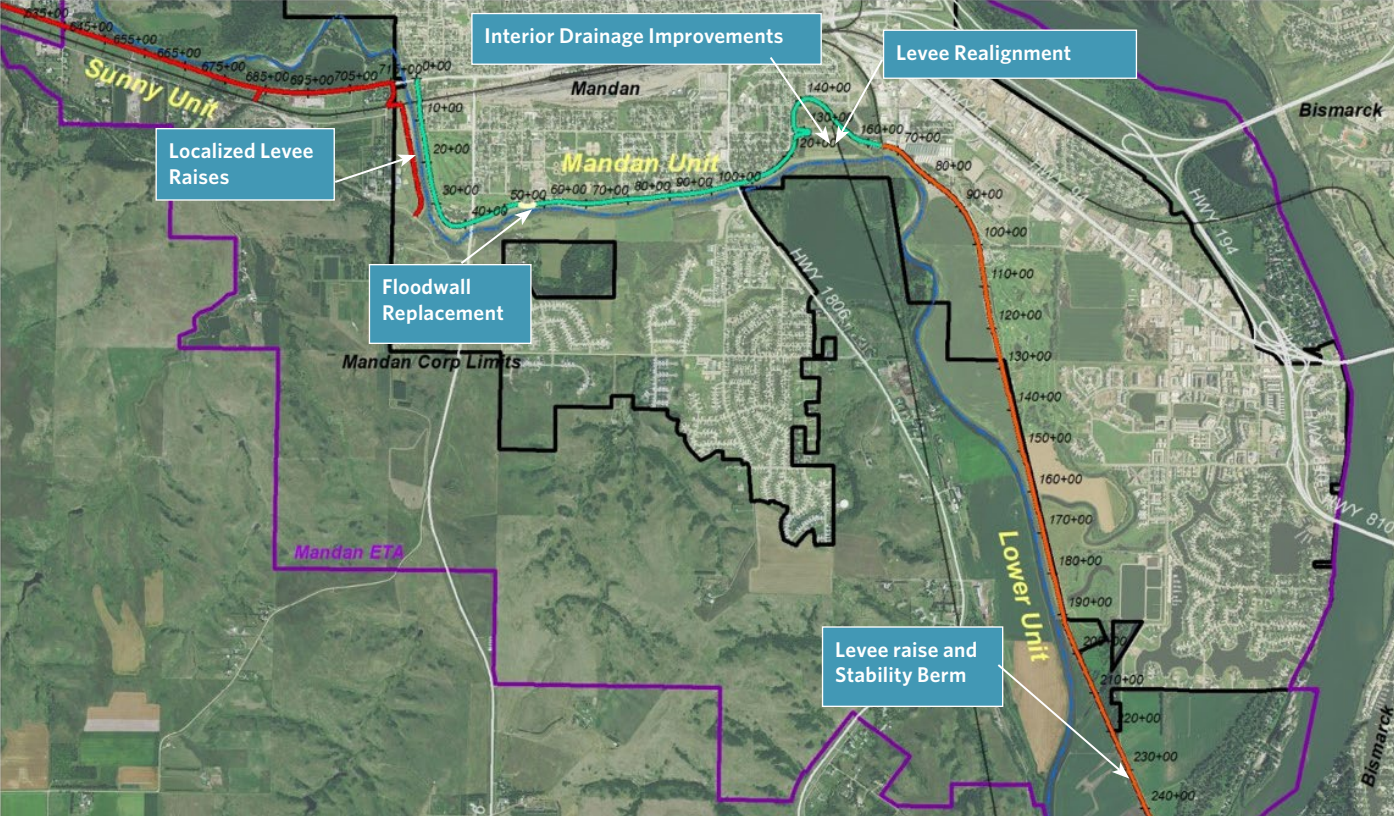 635+00
645+00
655+00
665+00
675+00
685+00
695+00
705+00
0+00
Sunny Unit
Interior Drainage Improvements
Levee Realignment
Mandan
Bismarck
Localized Levee
Raises
10+00
20+00
30+00
40+00
50+00
60+00
70+00
80+00
90+00
100+00
120+00
130+00
140+00
160+00
Mandan Unit
70+00
80+00
90+00
100+00
110+00
120+00
130+00
140+00
150+00
160+00
170+00
180+00
190+00
210+00
230+00
240+00
HWY 194
HWY 1806
HWY 810
Floodwall
Replacement
Mandan Corp Limits
Mandan ETA
Lower Unit
Levee raise and
Stability Berm
Bismarck